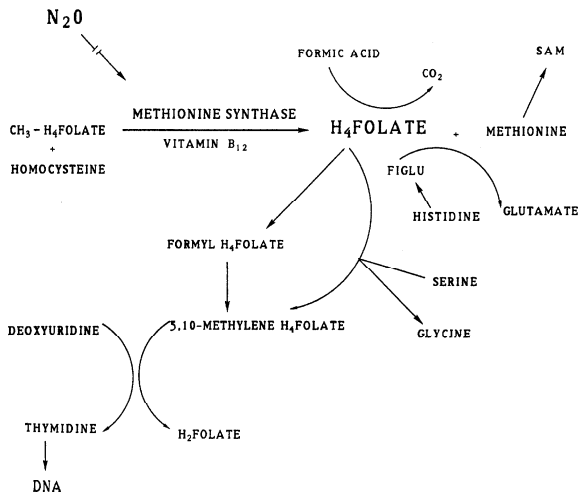 N₂0
FORMIC ACID
CO₂
SAM
METHIONINE SYNTHASE
CH₃ – H₄FOLATE
+
HOMOCYSTEINE
VITAMIN B₁₂
H₄FOLATE + METHIONINE
FIGLU
HISTIDINE
GLUTAMATE
FORMYL H₄FOLATE
SERINE
5,10-METHYLENE H₄FOLATE
GLYCINE
DEOXYURIDINE
THYMIDINE
H₂FOLATE
DNA